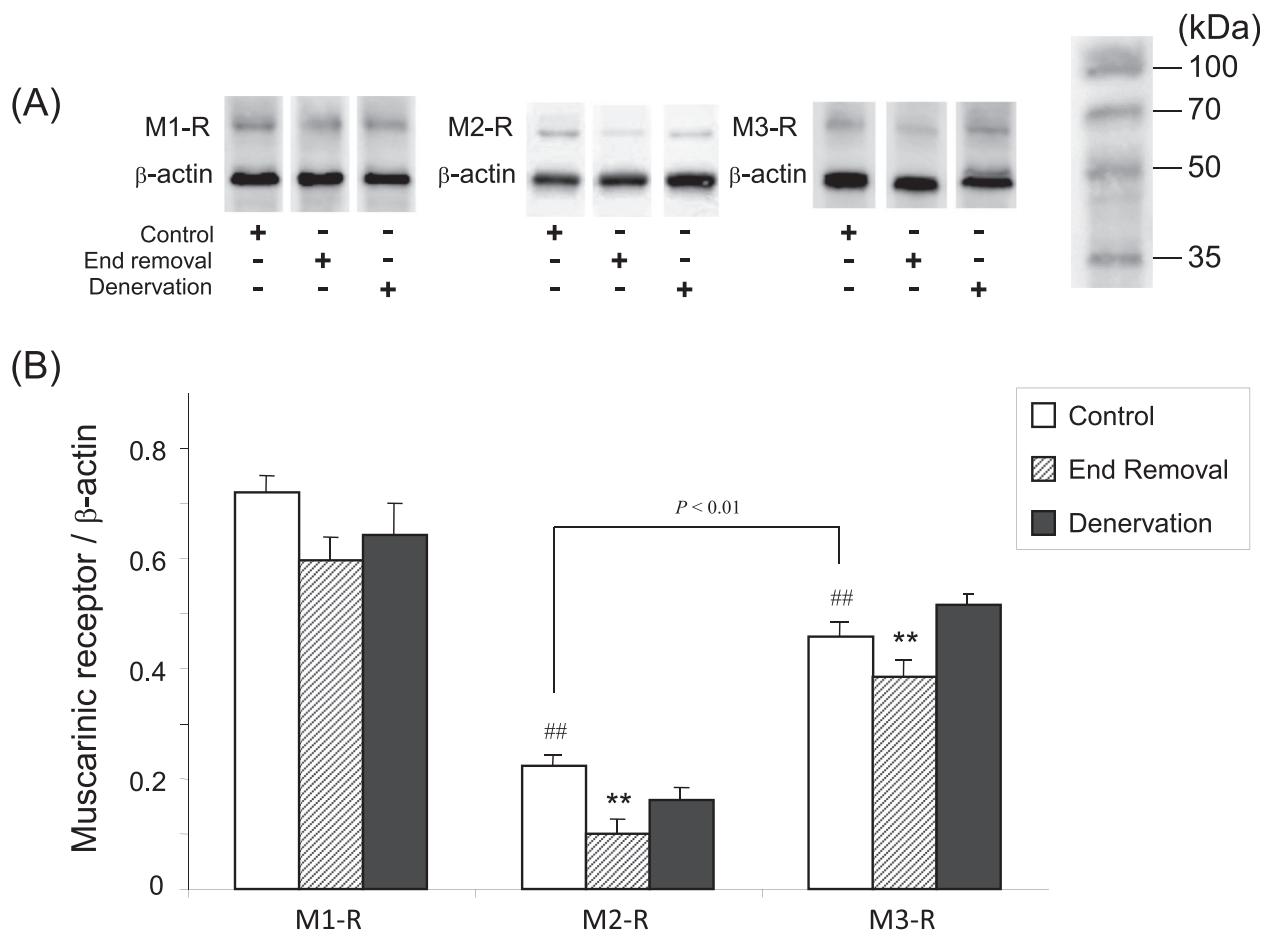 (kDa)
100
(A)
70
M1-R
M2-R
M3-R
β-actin
β-actin
β-actin
50
Control + - - + - - + - -
End removal - + - - + - - + -
35
Denervation - - + - - + - - +
(B)
Muscarinic receptor / β-actin
Control
End Removal
Denervation
0.8
0.6
0.4
0.2
0
P < 0.01
##
**
##
**
M1-R
M2-R
M3-R